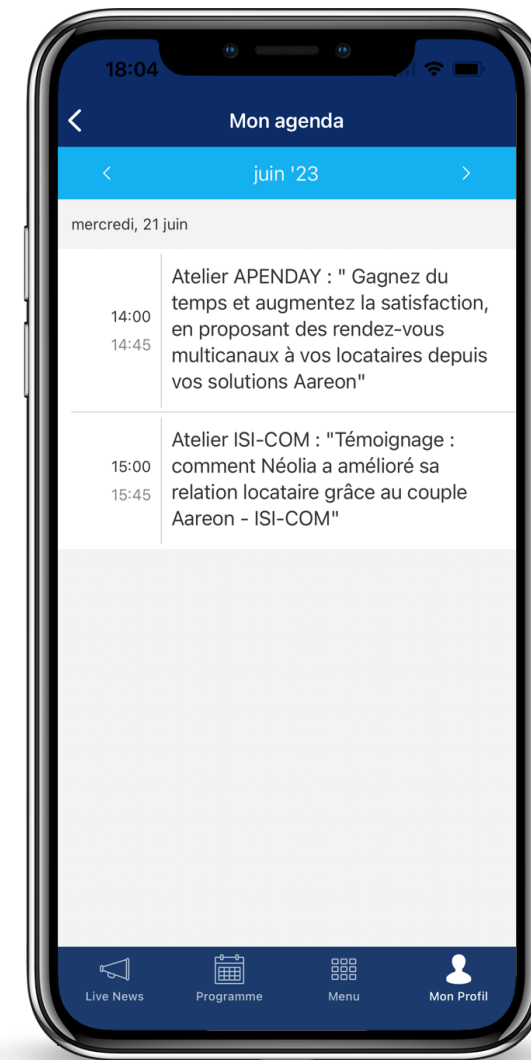 18:04
Mon agenda
juin '23
mercredi, 21 juin
14:00
14:45
Atelier APENDAY : " Gagnez du
temps et augmentez la satisfaction,
en proposant des rendez-vous
multicanaux à vos locataires depuis
vos solutions Aareon"
15:00
15:45
Atelier ISI-COM : "Témoignage :
comment Néolia a amélioré sa
relation locataire grâce au couple
Aareon - ISI-COM"
Live News
Programme
Menu
Mon Profil